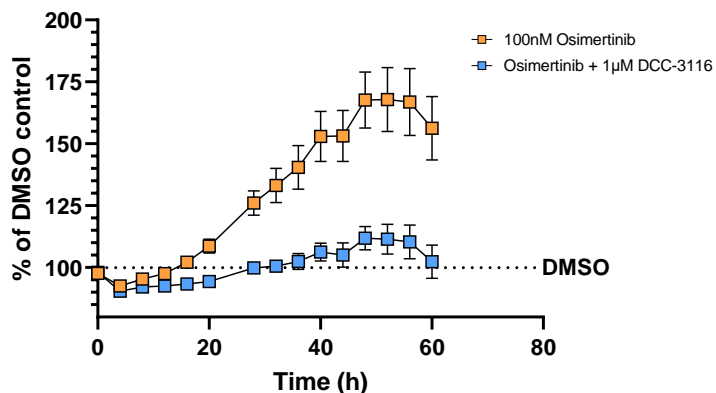 200
175
150
125
100
% of DMSO control
100nM Osimertinib
Osimertinib + 1µM DCC-3116
DMSO
0
20
40
60
80
Time (h)